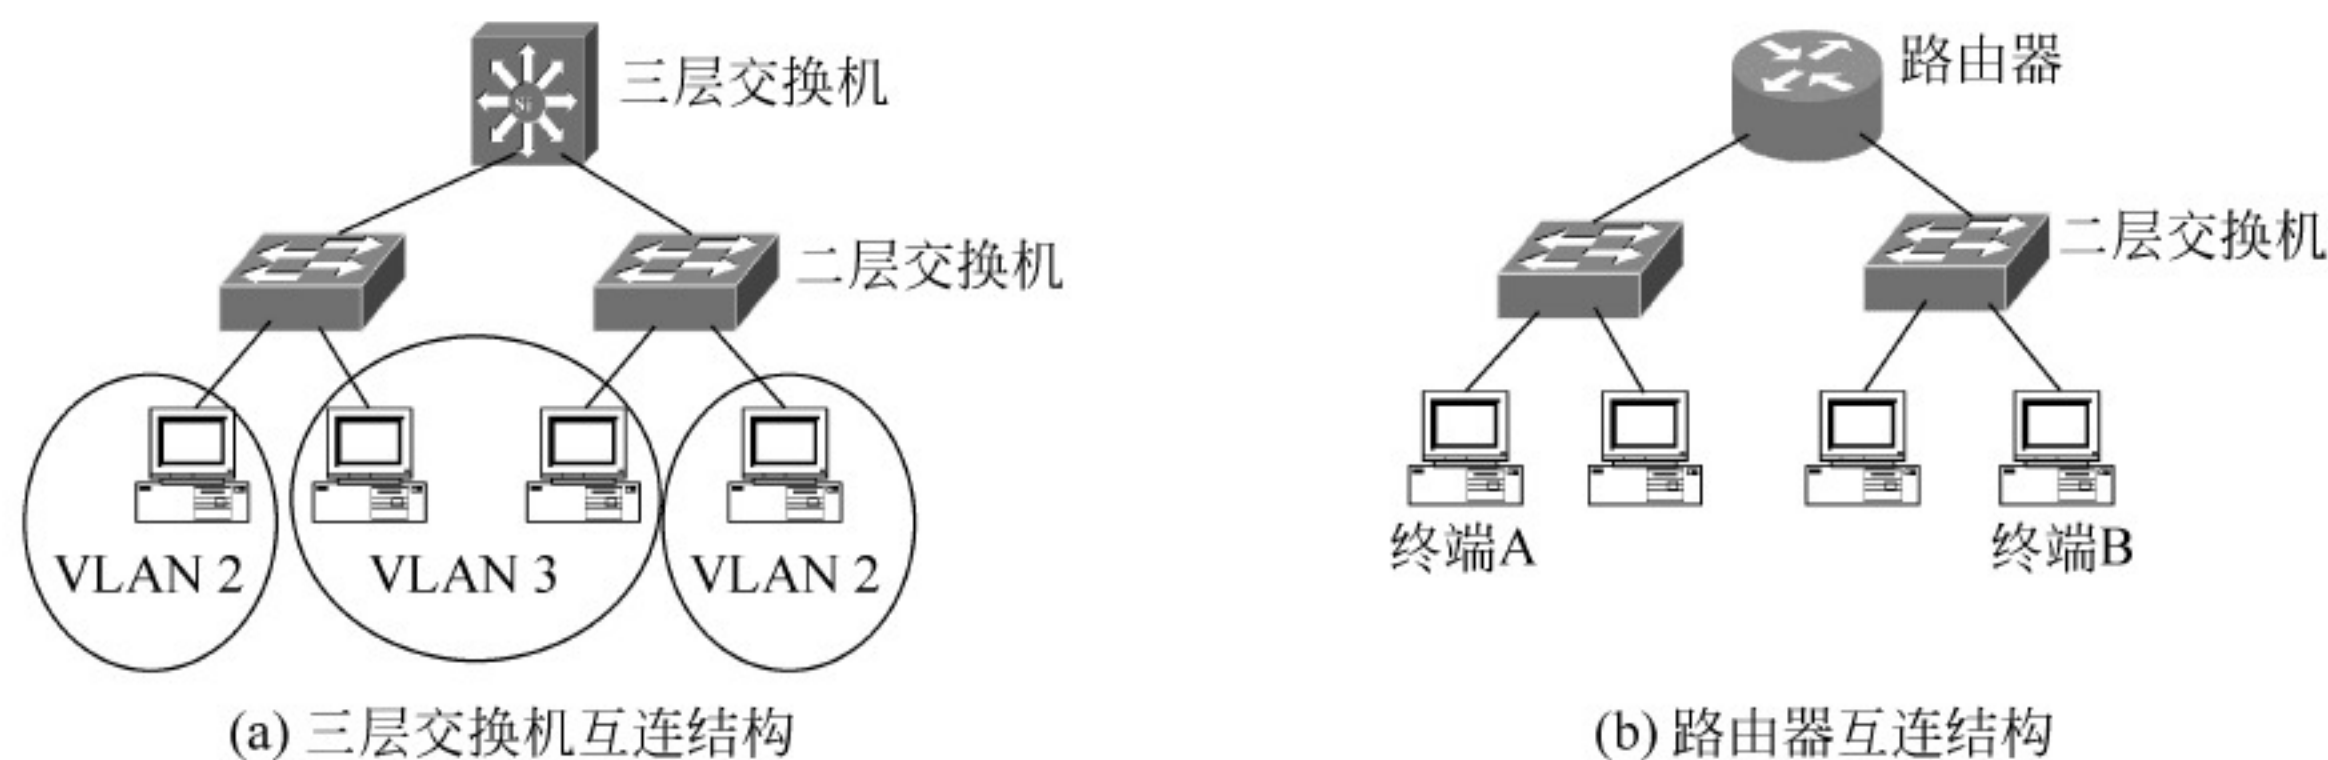 三层交换机
二层交换机
VLAN 2
VLAN 3
VLAN 2
(a) 三层交换机互连结构
路由器
二层交换机
终端A
终端B
(b) 路由器互连结构